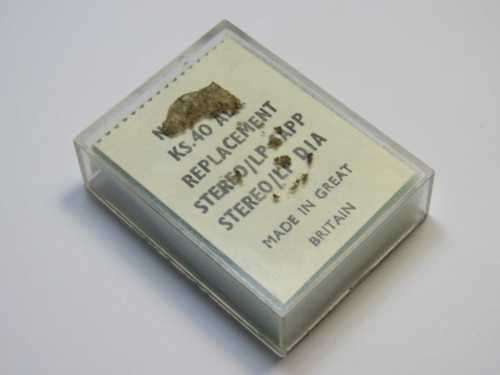 KS.40
REPLACEMENT
STEREO/LP
STEREO/LP DIA
MADE IN GREAT
BRITAIN